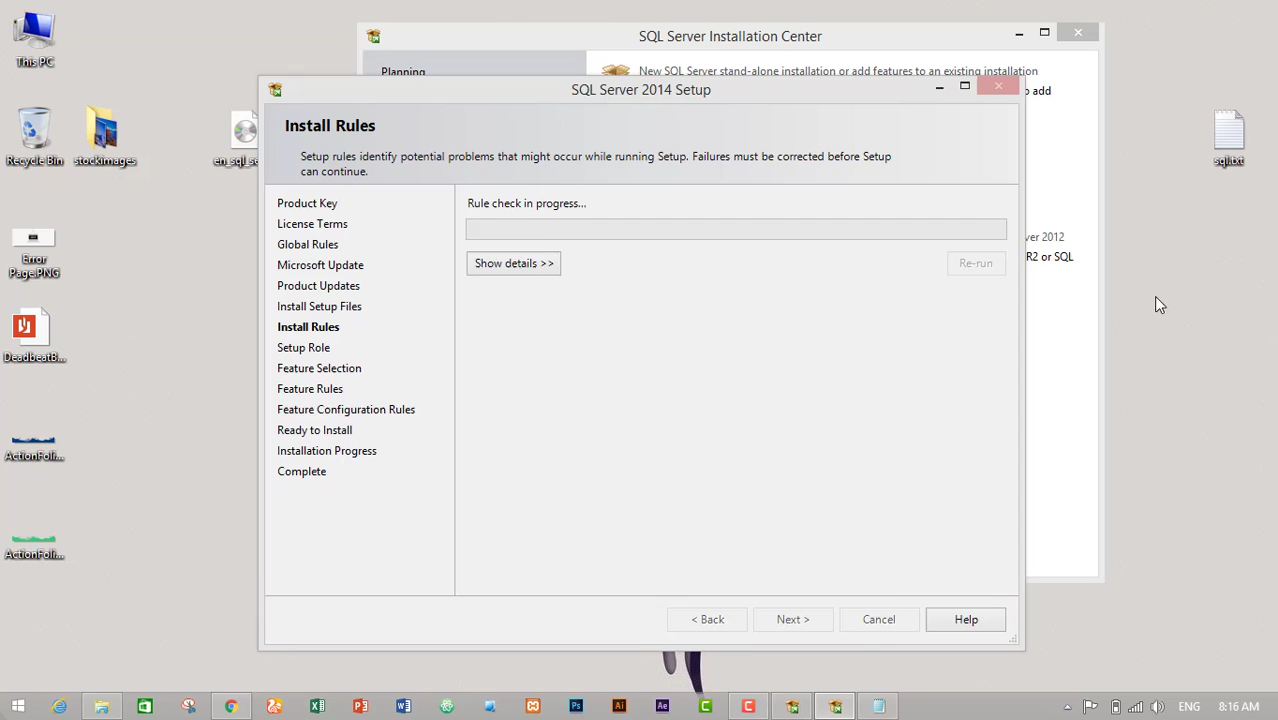 This PC
Recycle Bin
stockimages
en_sql_se...
Error
Page.PNG
DeadbeatB...
ActionFoli...
ActionFoli...
sql.txt
SQL Server Installation Center
Planning
New SQL Server stand-alone installation or add features to an existing installation
add
ver 2012
R2 or SQL
SQL Server 2014 Setup
Install Rules
Setup rules identify potential problems that might occur while running Setup. Failures must be corrected before Setup
can continue.
Product Key
License Terms
Global Rules
Microsoft Update
Product Updates
Install Setup Files
Install Rules
Setup Role
Feature Selection
Feature Rules
Feature Configuration Rules
Ready to Install
Installation Progress
Complete
Rule check in progress...
Show details >>
Re-run
< Back
Next >
Cancel
Help
ENG
8:16 AM